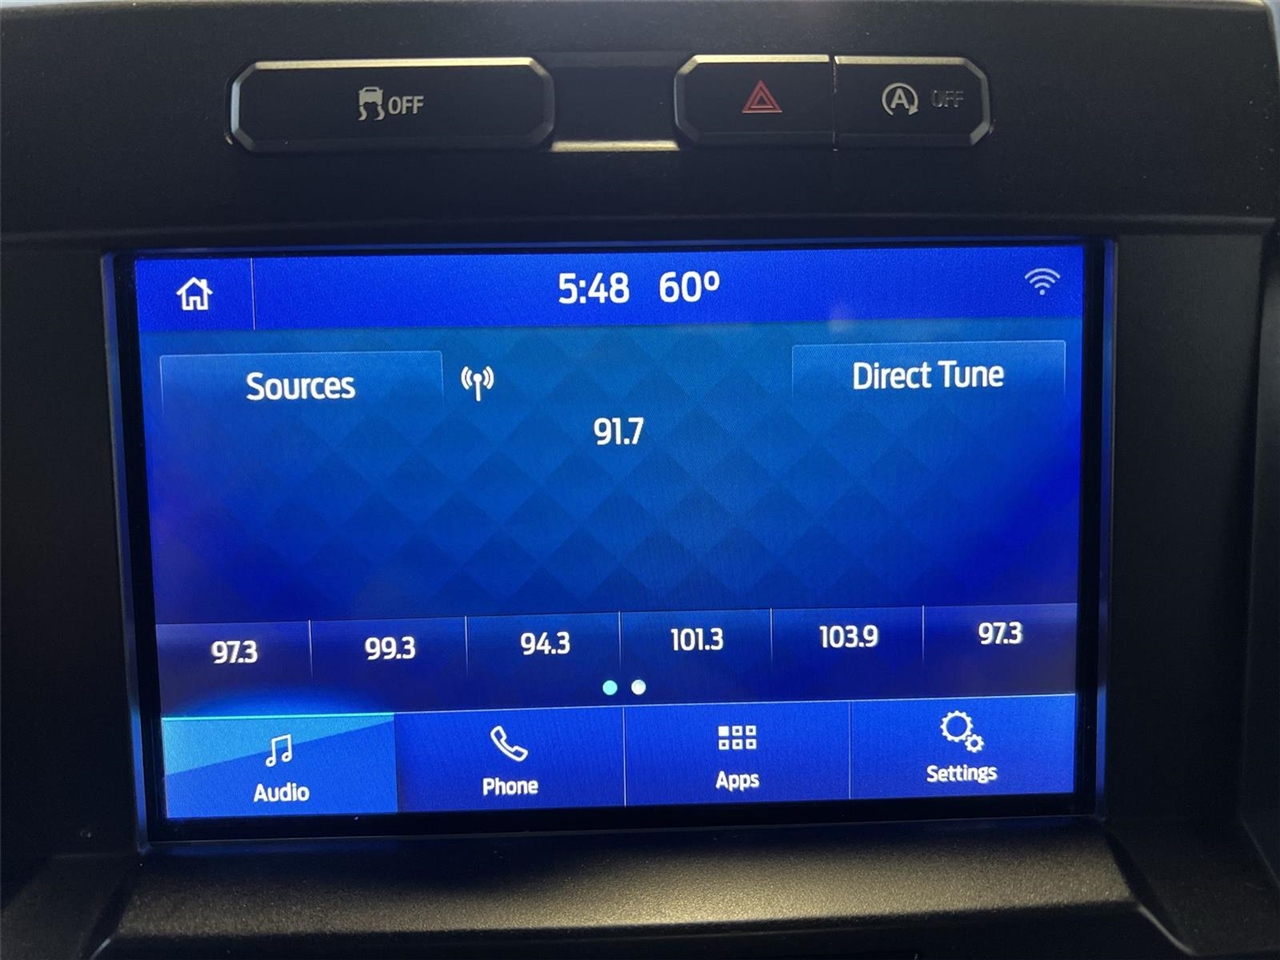 OFF
A OFF
5:48 60º
Sources
Direct Tune
91.7
97.3 99.3 94.3 101.3 103.9 97.3
Audio Phone Apps Settings